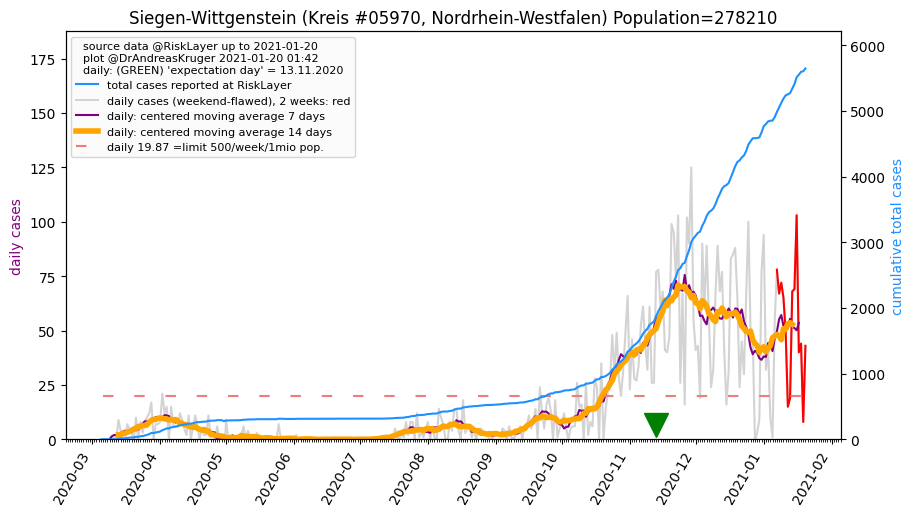 Siegen-Wittgenstein (Kreis #05970, Nordrhein-Westfalen) Population=278210
source data @RiskLayer up to 2021-01-20
plot @DrAndreasKruger 2021-01-20 01:42
daily: (GREEN) 'expectation day' = 13.11.2020
total cases reported at RiskLayer
daily cases (weekend-flawed), 2 weeks: red
daily: centered moving average 7 days
daily: centered moving average 14 days
daily 19.87 =limit 500/week/1mio pop.
daily cases
175
150
125
100
75
50
25
0
6000
5000
4000
3000
2000
1000
0
cumulative total cases
2020-03
2020-04
2020-05
2020-06
2020-07
2020-08
2020-09
2020-10
2020-11
2020-12
2021-01
2021-02